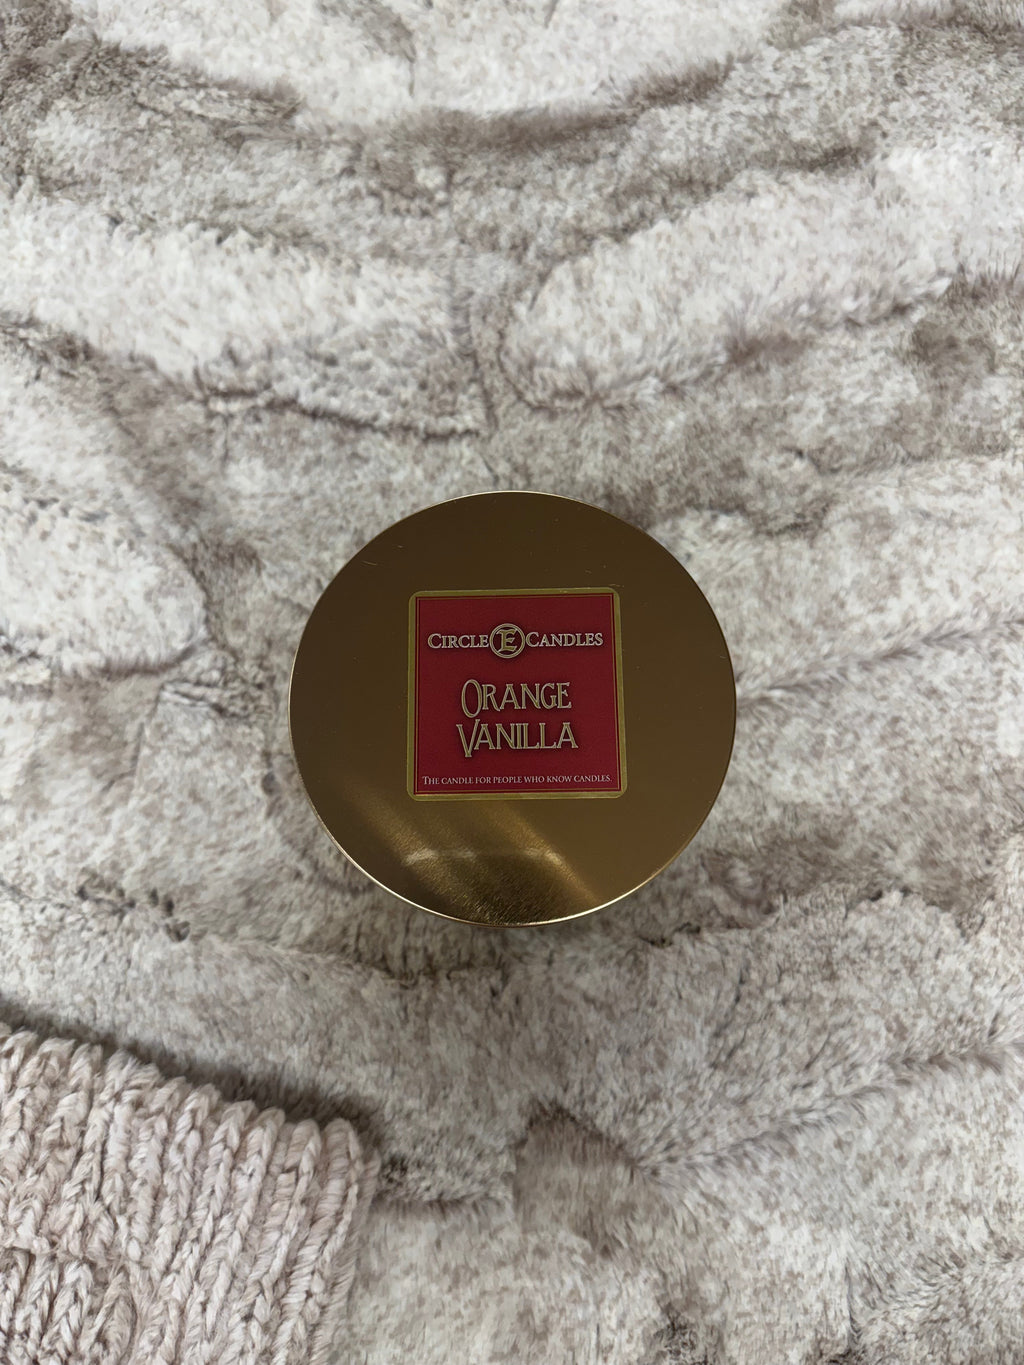 CIRCLE E CANDLES
ORANGE
VANILLA
THE CANDLE FOR PEOPLE WHO KNOW CANDLES.